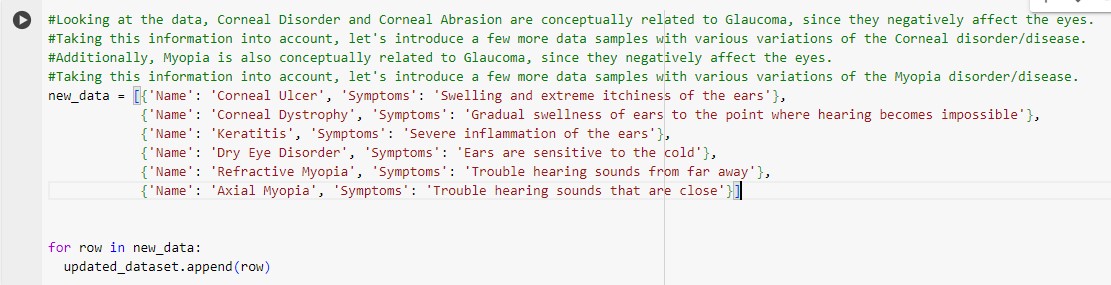 #Looking at the data, Corneal Disorder and Corneal Abrasion are conceptually related to Glaucoma, since they negatively affect the eyes.
#Taking this information into account, let's introduce a few more data samples with various variations of the Corneal disorder/disease.
#Additionally, Myopia is also conceptually related to Glaucoma, since they negatively affect the eyes.
#Taking this information into account, let's introduce a few more data samples with various variations of the Myopia disorder/disease.
new_data = [{'Name': 'Corneal Ulcer', 'Symptoms': 'Swelling and extreme itchiness of the ears'},
{'Name': 'Corneal Dystrophy', 'Symptoms': 'Gradual swellness of ears to the point where hearing becomes impossible'},
{'Name': 'Keratitis', 'Symptoms': 'Severe inflammation of the ears'},
{'Name': 'Dry Eye Disorder', 'Symptoms': 'Ears are sensitive to the cold'},
{'Name': 'Refractive Myopia', 'Symptoms': 'Trouble hearing sounds from far away'},
{'Name': 'Axial Myopia', 'Symptoms': 'Trouble hearing sounds that are close'}]
for row in new_data:
updated_dataset.append(row)